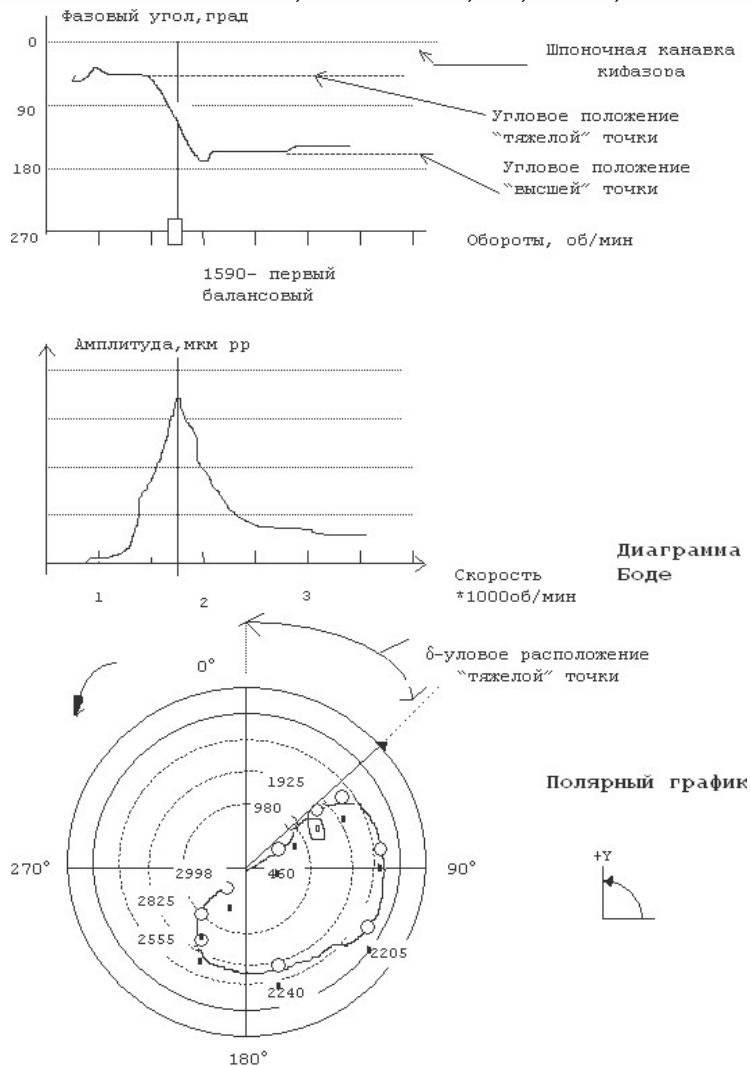 Фазовый угол,град
0
90
180
270
Шпоночная канавка
кифазора
Угловое положение
"тяжелой" точки
Угловое положение
"высшей" точки
Обороты, об/мин
1590- первый
балансовый
Амплитуда,мкм pp
1
2
3
Скорость
*1000об/мин
Диаграмма
Боде
δ-уловое расположение
"тяжелой" точки
0°
Полярный график
1925
980
270°
2998
460
90°
+Y
2825
2555
2205
2240
180°